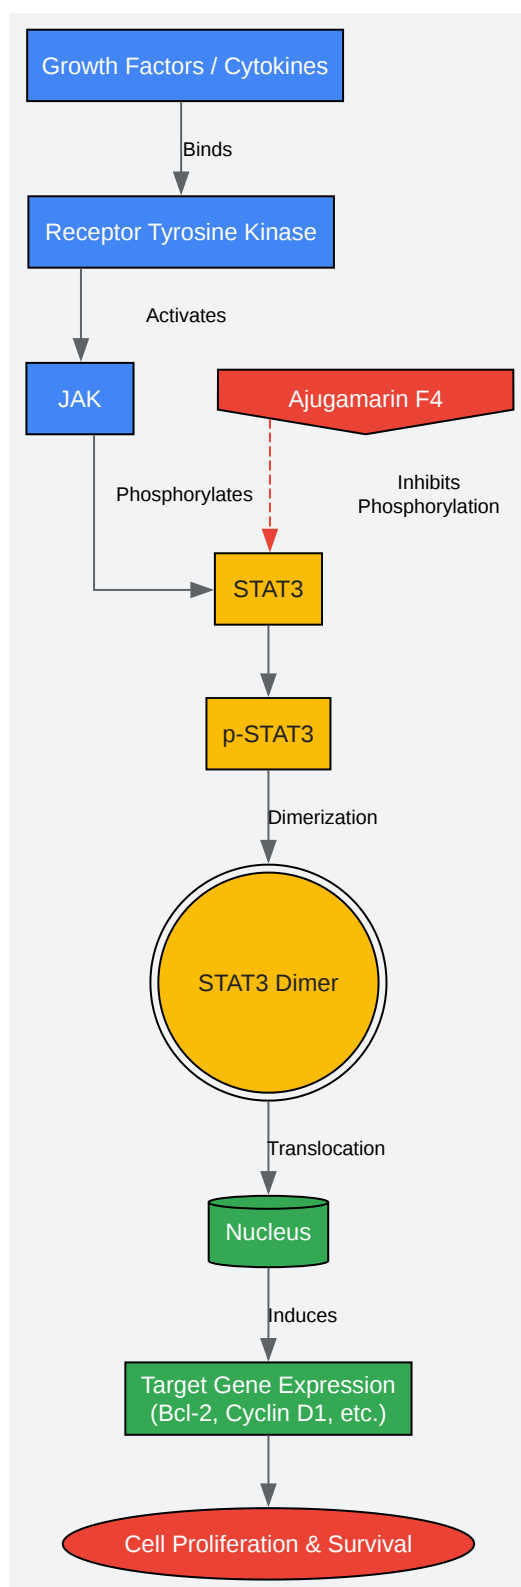 Growth Factors / Cytokines
Binds
Receptor Tyrosine Kinase
Activates
JAK
Ajugamarin F4
Phosphorylates
Inhibits
Phosphorylation
STAT3
p-STAT3
Dimerization
STAT3 Dimer
Translocation
Nucleus
Induces
Target Gene Expression
(Bcl-2, Cyclin D1, etc.)
Cell Proliferation & Survival